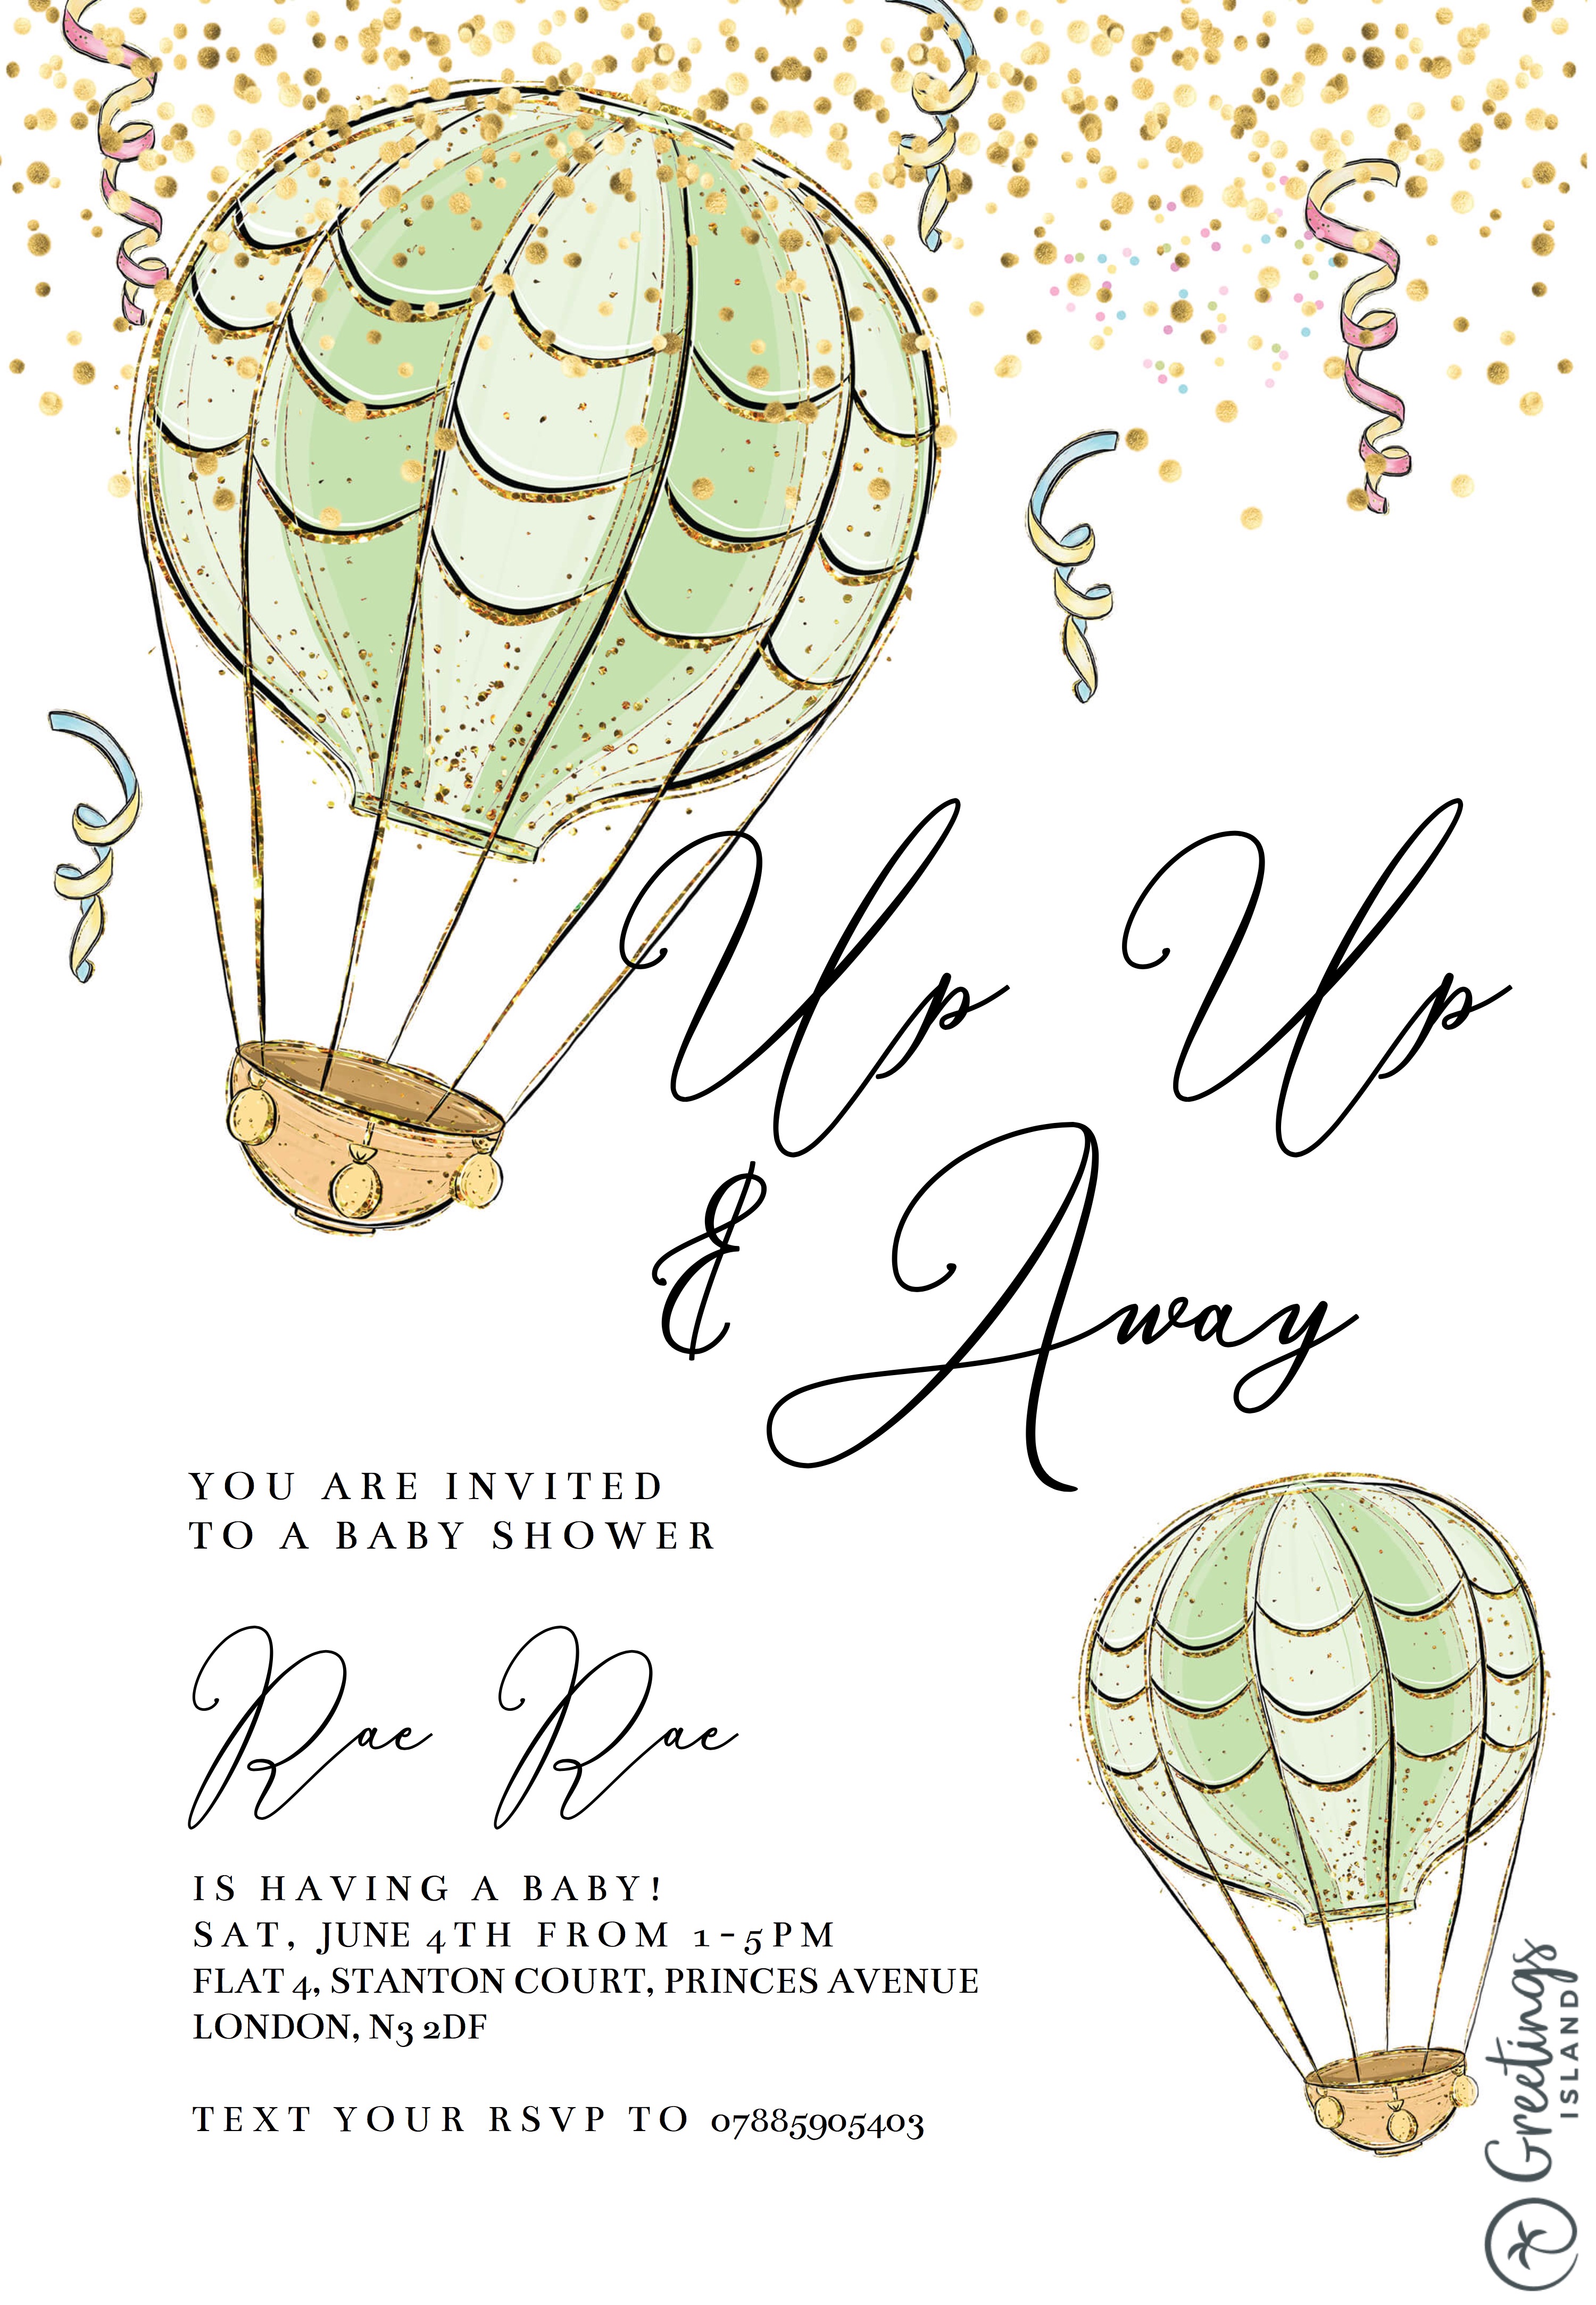 Up Up
& Away
YOU ARE INVITED
TO A BABY SHOWER
Rae Rae
IS HAVING A BABY!
SAT, JUNE 4TH FROM 1-5PM
FLAT 4, STANTON COURT, PRINCES AVENUE
LONDON, N3 2DF
TEXT YOUR RSVP TO 07885905403
Greetings
ISLAND